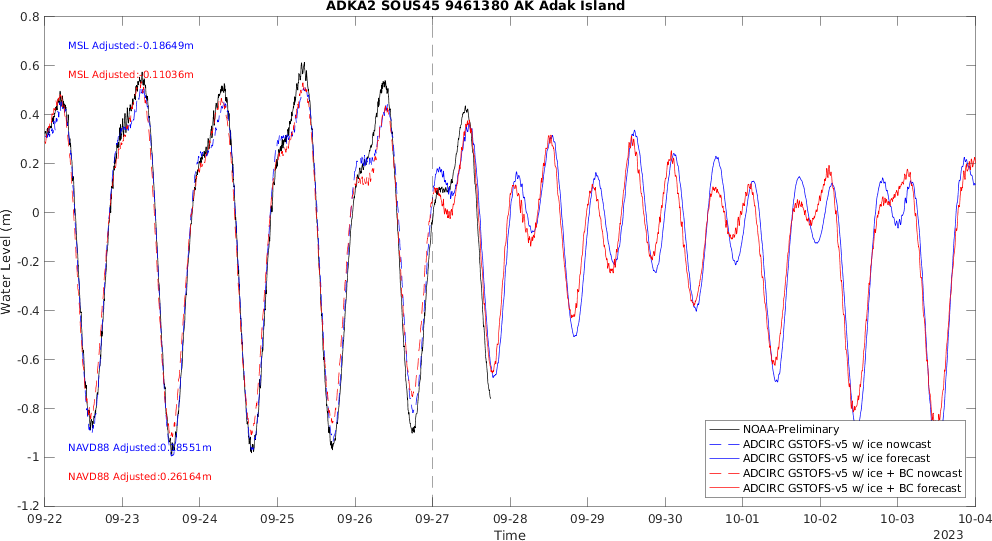 ADKA2 SOUS45 9461380 AK Adak Island
0.8
0.6
0.4
0.2
0
-0.2
-0.4
-0.6
-0.8
-1
-1.2
Water Level (m)
MSL Adjusted:-0.18649m
MSL Adjusted:-0.11036m
NAVD88 Adjusted:0.18551m
NAVD88 Adjusted:0.26164m
NOAA-Preliminary
ADCIRC GSTOFS-v5 w/ ice nowcast
ADCIRC GSTOFS-v5 w/ ice forecast
ADCIRC GSTOFS-v5 w/ ice + BC nowcast
ADCIRC GSTOFS-v5 w/ ice + BC forecast
09-22 09-23 09-24 09-25 09-26 09-27 09-28 09-29 09-30 10-01 10-02 10-03 10-04
Time
2023